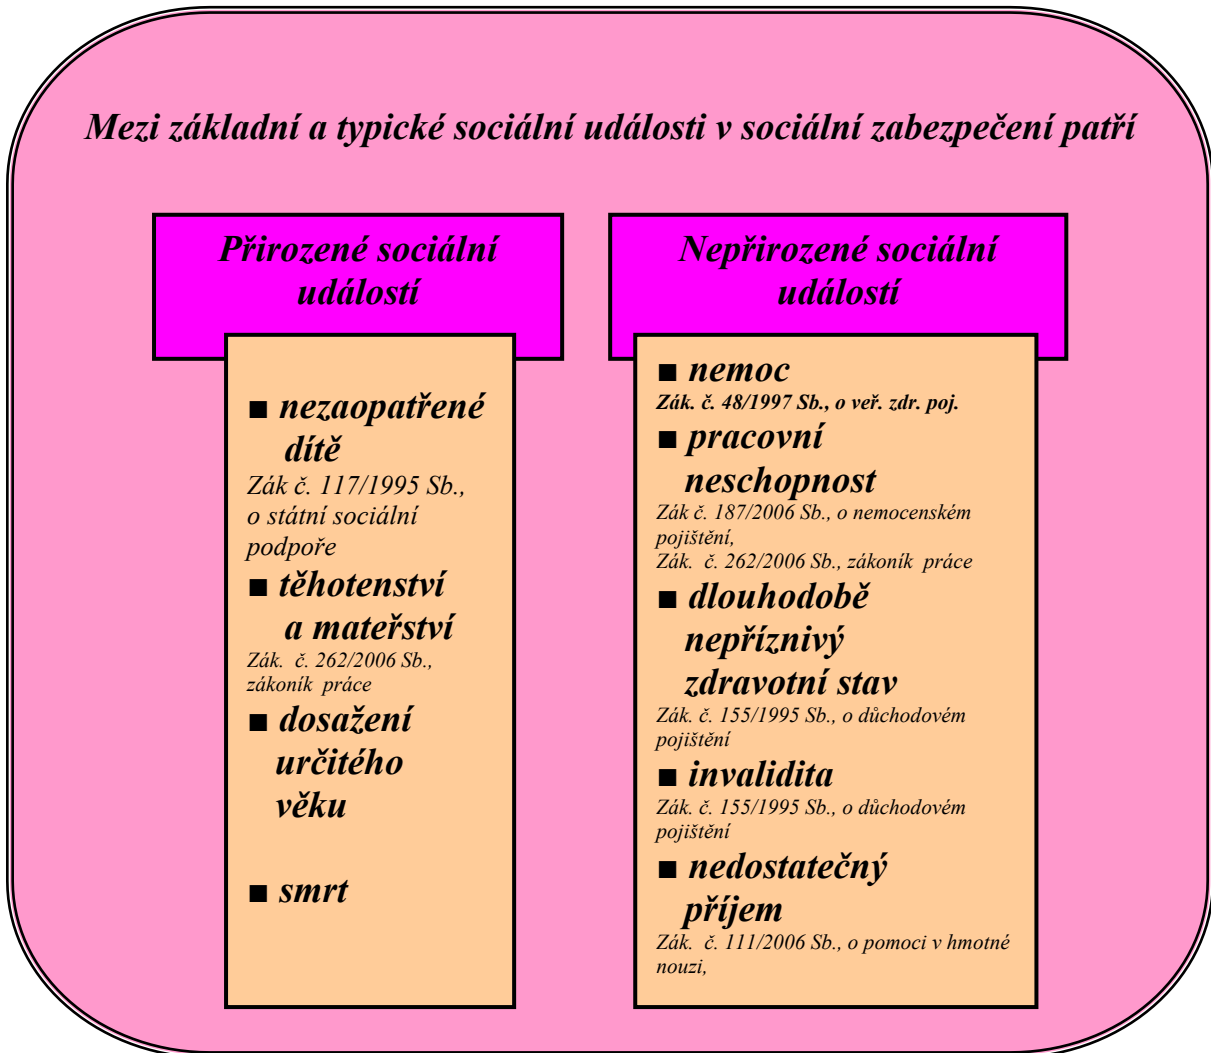 Mezi základní a typické sociální události v sociální zabezpečení patří
Přirozené sociální
událostí
■ nezaopatřené
dítě
Zák č. 117/1995 Sb.,
o státní sociální
podpoře
■ těhotenství
a mateřství
Zák.  č. 262/2006 Sb.,
zákoník  práce
■ dosažení
určitého
věku
■ smrt
Nepřirozené sociální
událostí
■ nemoc
Zák. č. 48/1997 Sb., o veř. zdr. poj.
■ pracovní
neschopnost
Zák č. 187/2006 Sb., o nemocenském
pojištění,
Zák.  č. 262/2006 Sb., zákoník  práce
■ dlouhodobě
nepříznivý
zdravotní stav
Zák. č. 155/1995 Sb., o důchodovém
pojištění
■ invalidita
Zák. č. 155/1995 Sb., o důchodovém
pojištění
■ nedostatečný
příjem
Zák.  č. 111/2006 Sb., o pomoci v hmotné
nouzi,